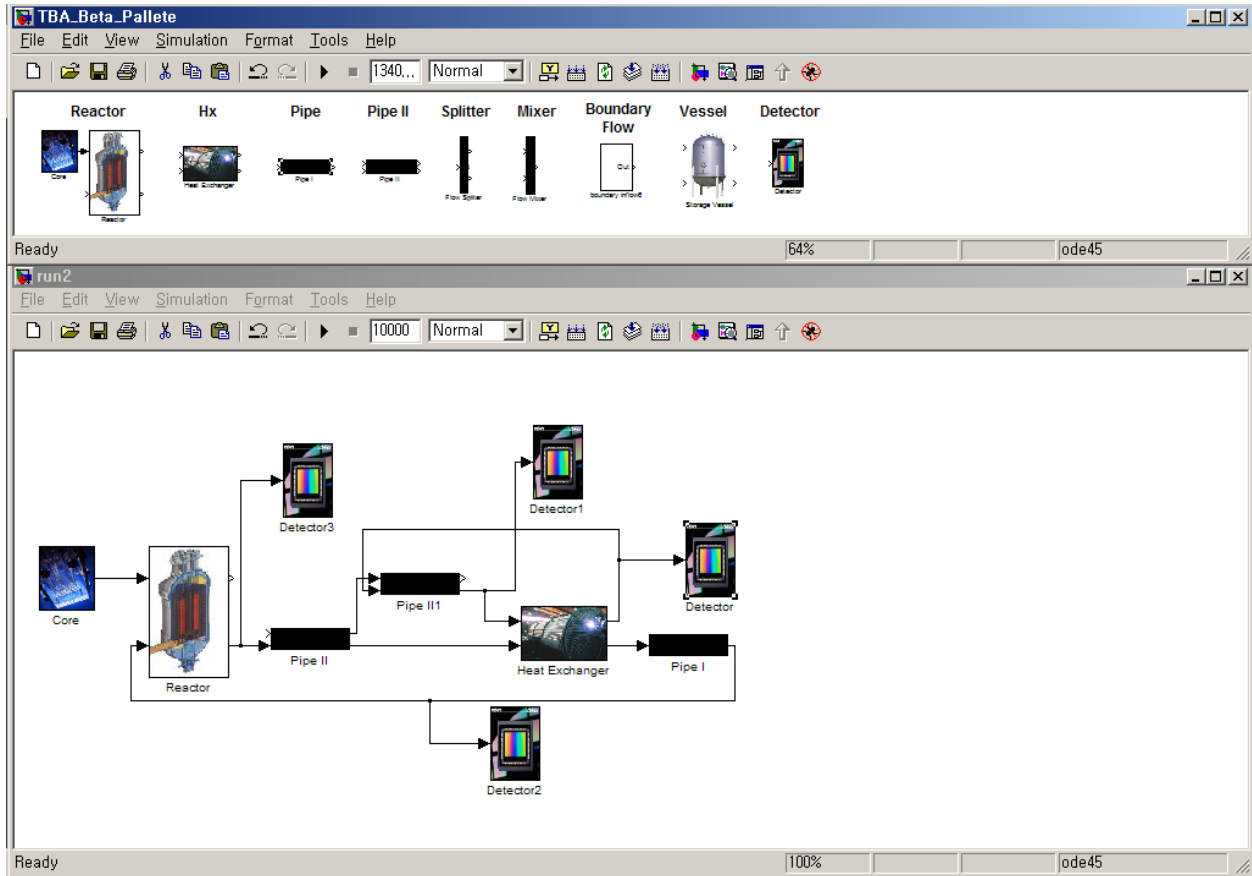 TBA_Beta_Pallete
File Edit View Simulation Format Tools Help
1340... Normal
Reactor Hx Pipe Pipe II Splitter Mixer Boundary Flow Vessel Detector
Core
Reactor
Heat Exchanger
Pipe I
Pipe II
Flow Spliter
Flow Mixer
Out
boundary inflow6
Storage Vessel
Detector
Ready 64% ode45
run2
File Edit View Simulation Format Tools Help
10000 Normal
Detector3
Detector1
Core
Reactor
Pipe II
Pipe II1
Heat Exchanger
Pipe I
Detector
Detector2
Ready 100% ode45